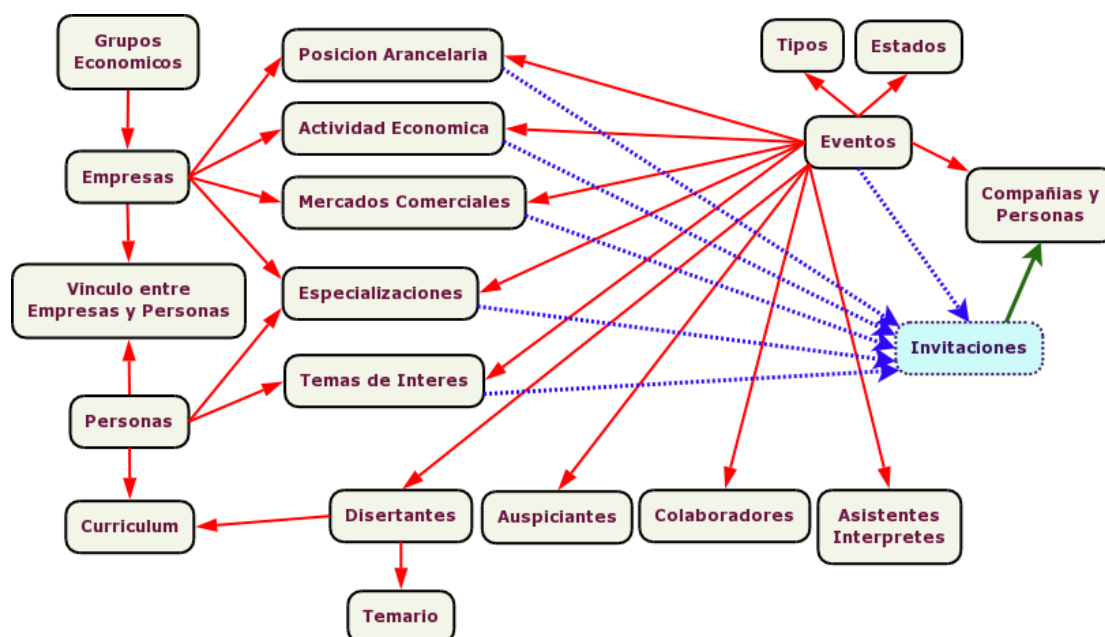 Grupos
Economicos
Posicion Arancelaria
Tipos
Estados
Actividad Economica
Eventos
Empresas
Mercados Comerciales
Compañias y
Personas
Vinculo entre
Empresas y Personas
Especializaciones
Invitaciones
Temas de Interes
Personas
Curriculum
Disertantes
Auspiciantes
Colaboradores
Asistentes
Interpretes
Temario